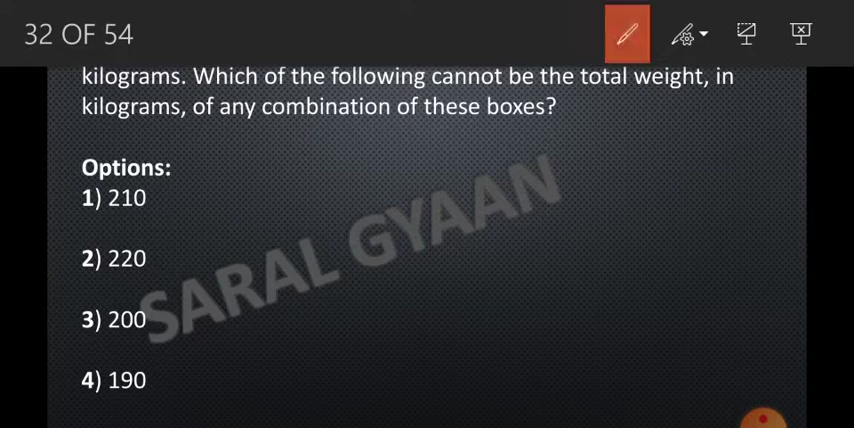 32 OF 54
kilograms. Which of the following cannot be the total weight, in
kilograms, of any combination of these boxes?
Options:
1) 210
2) 220
3) 200
4) 190
SARAL GYAAN